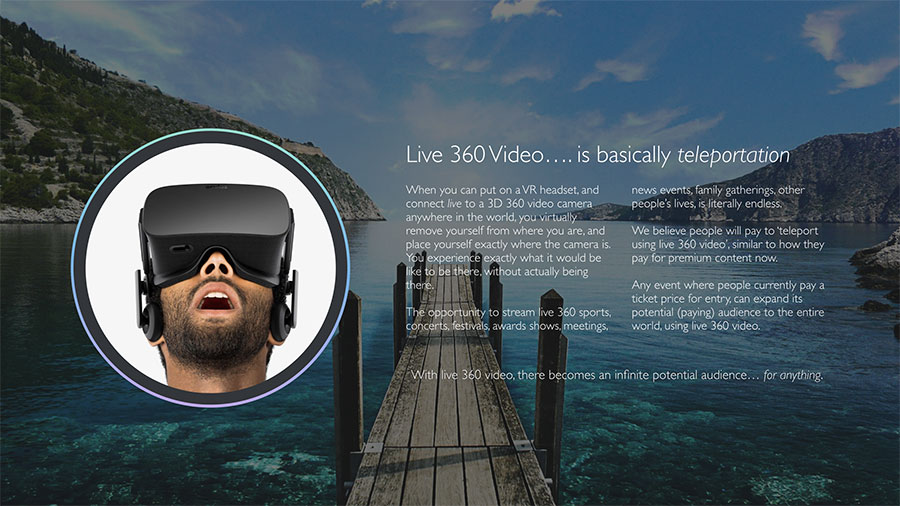 Live 360 Video…. is basically teleportation
When you can put on a VR headset, and
connect live to a 3D 360 video camera
anywhere in the world, you virtually
remove yourself from where you are, and
place yourself exactly where the camera is.
You experience exactly what it would be
like to be there, without actually being
there.
The opportunity to stream live 360 sports,
concerts, festivals, awards shows, meetings,
news events, family gatherings, other
people's lives, is literally endless.
We believe people will pay to 'teleport
using live 360 video', similar to how they
pay for premium content now.
Any event where people currently pay a
ticket price for entry, can expand its
potential (paying) audience to the entire
world, using live 360 video.
With live 360 video, there becomes an infinite potential audience… for anything.